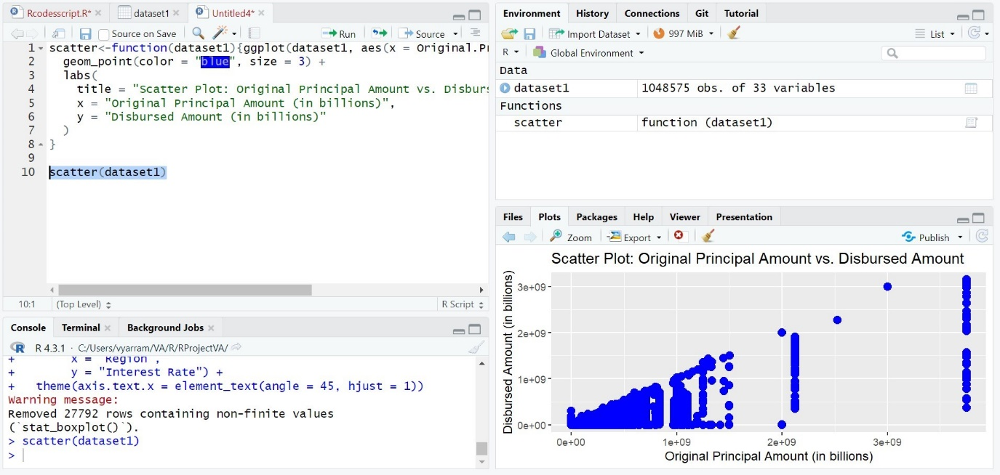 Rcodesscript.R*
dataset1
Untitled4*
Source on Save
Run
Source
1 scatter<-function(dataset1){ggplot(dataset1, aes(x = Original.Pr
2 geom_point(color = "blue", size = 3) +
3 labs(
4 title = "Scatter Plot: Original Principal Amount vs. Disburs
5 x = "Original Principal Amount (in billions)",
6 y = "Disbursed Amount (in billions)"
7 )
8 }
9
10 scatter(dataset1)
10:1 (Top Level) R Script
Console Terminal Background Jobs
R 4.3.1 · C:/Users/vyarram/VA/R/RProjectVA/
+ x = "Region",
+ y = "Interest Rate") +
+ theme(axis.text.x = element_text(angle = 45, hjust = 1))
Warning message:
Removed 27792 rows containing non-finite values
(`stat_boxplot()`).
> scatter(dataset1)
>
Environment History Connections Git Tutorial
Import Dataset 997 MiB List
R Global Environment
Data
dataset1 1048575 obs. of 33 variables
Functions
scatter function (dataset1)
Files Plots Packages Help Viewer Presentation
Zoom Export Publish
Scatter Plot: Original Principal Amount vs. Disbursed Amount
Disbursed Amount (in billions)
3e+09
2e+09
1e+09
0e+00
0e+00 1e+09 2e+09 3e+09
Original Principal Amount (in billions)